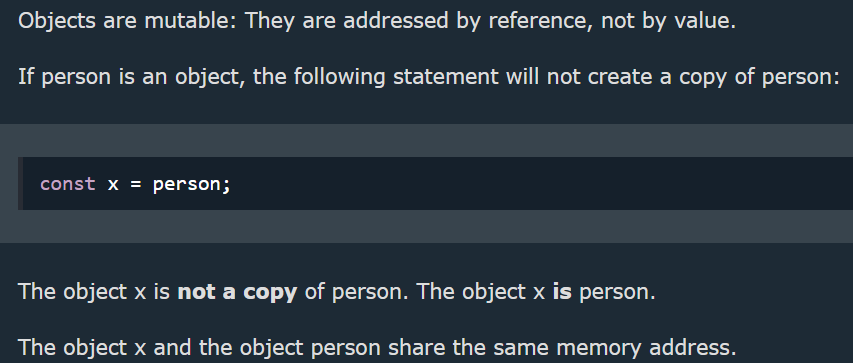 Objects are mutable: They are addressed by reference, not by value.
If person is an object, the following statement will not create a copy of person:
const x = person;
The object x is not a copy of person. The object x is person.
The object x and the object person share the same memory address.